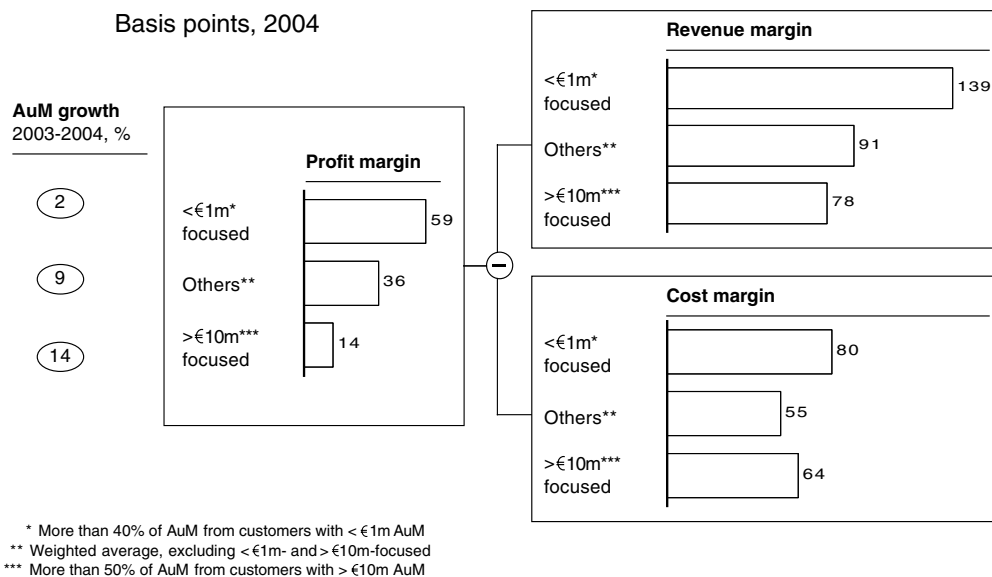 Basis points, 2004
AuM growth
2003-2004, %
2
9
14
Profit margin
<€1m*
focused
59
Others**
36
>€10m***
focused
14
Revenue margin
<€1m*
focused
139
Others**
91
>€10m***
focused
78
Cost margin
<€1m*
focused
80
Others**
55
>€10m***
focused
64
* More than 40% of AuM from customers with < €1m AuM
** Weighted average, excluding <€1m- and > €10m-focused
*** More than 50% of AuM from customers with > €10m AuM